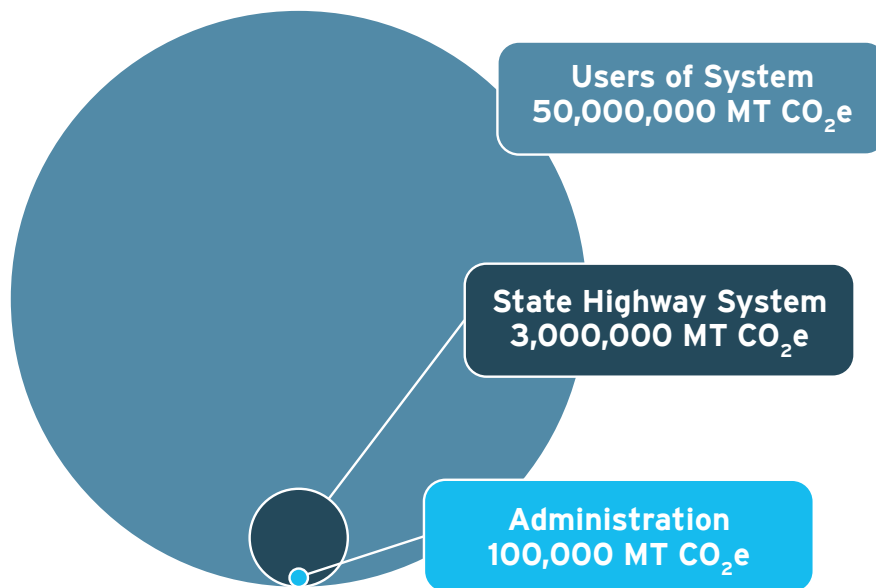 Users of System
50,000,000 MT CO₂e
State Highway System
3,000,000 MT CO₂e
Administration
100,000 MT CO₂e